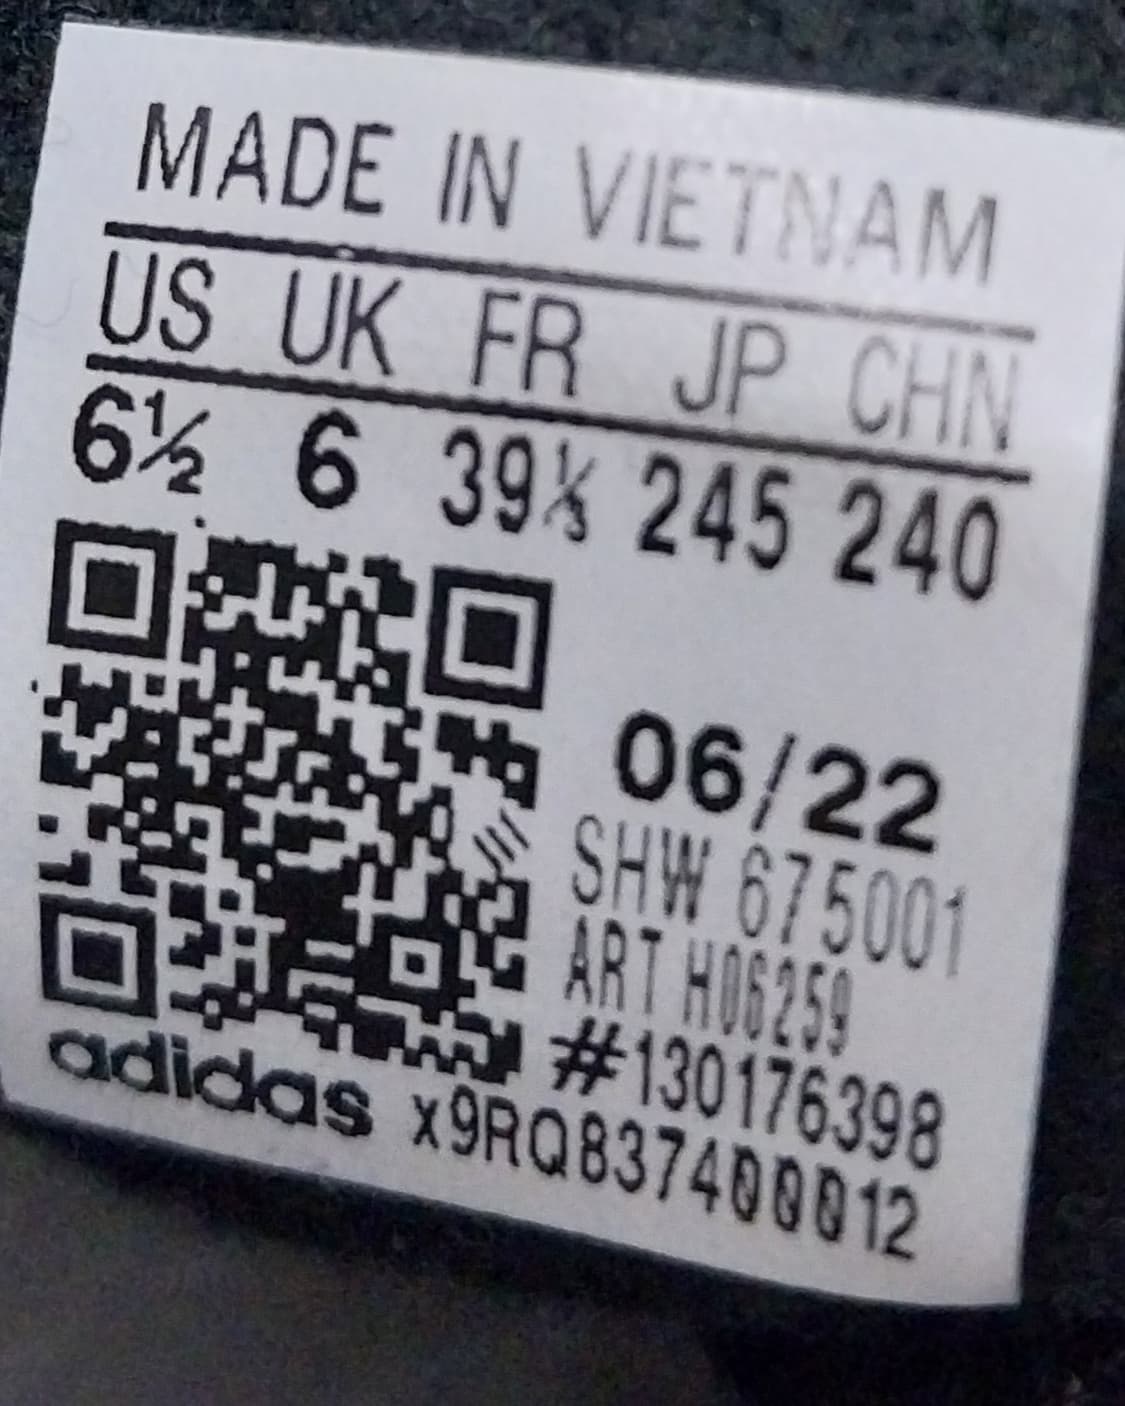 MADE IN VIETNAM
US UK FR JP CHN
6½ 6 39⅓ 245 240
06/22
SHW 675001
ART H06259
#130176398
adidas x9RQ837400012